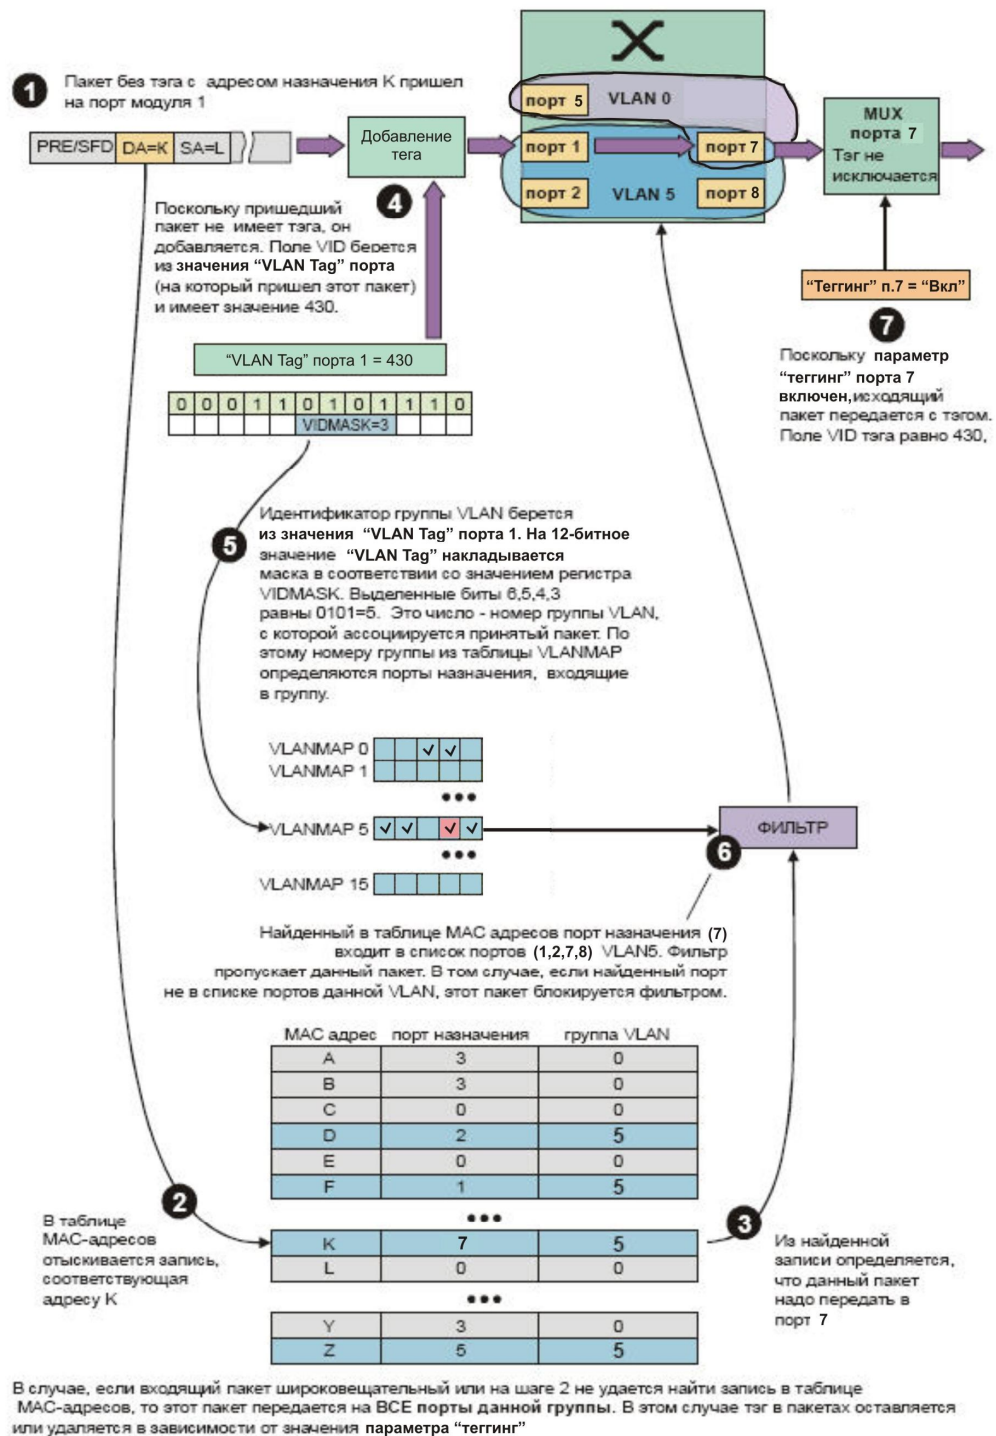 1
Пакет без тэга с адресом назначения К пришел
на порт модуля 1
PRE/SFD DA=K SA=L
Добавление
тега
4
Поскольку пришедший
пакет не имеет тэга, он
добавляется. Поле VID берется
из значения “VLAN Tag” порта
(на который пришел этот пакет)
и имеет значение 430.
“VLAN Tag” порта 1 = 430
0 0 0 1 1 0 1 0 1 1 1 0
VIDMASK=3
порт 5 VLAN 0
порт 1 порт 7
порт 2 VLAN 5 порт 8
MUX
порта 7
Тэг не
исключается
“Теггинг” п.7 = “Вкл”
7
Поскольку параметр
“теггинг” порта 7
включен,исходящий
пакет передается с тэгом.
Поле VID тэга равно 430,
5
Идентификатор группы VLAN берется
из значения “VLAN Tag” порта 1. На 12-битное
значение “VLAN Tag” накладывается
маска в соответствии со значением регистра
VIDMASK. Выделенные биты 6,5,4,3
равны 0101=5. Это число - номер группы VLAN,
с которой ассоциируется принятый пакет. По
этому номеру группы из таблицы VLANMAP
определяются порты назначения, входящие
в группу.
VLANMAP 0
VLANMAP 1
VLANMAP 5
VLANMAP 15
ФИЛЬТР
6
Найденный в таблице МАС адресов порт назначения (7)
входит в список портов (1,2,7,8) VLAN5. Фильтр
пропускает данный пакет. В том случае, если найденный порт
не в списке портов данной VLAN, этот пакет блокируется фильтром.
МАС адрес порт назначения группа VLAN
A 3 0
B 3 0
C 0 0
D 2 5
E 0 0
F 1 5
K 7 5
L 0 0
Y 3 0
Z 5 5
2
В таблице
МАС-адресов
отыскивается запись,
соответствующая
адресу К
3
Из найденной
записи определяется,
что данный пакет
надо передать в
порт 7
В случае, если входящий пакет широковещательный или на шаге 2 не удается найти запись в таблице
МАС-адресов, то этот пакет передается на ВСЕ порты данной группы. В этом случае тэг в пакетах оставляется
или удаляется в зависимости от значения параметра “теггинг”